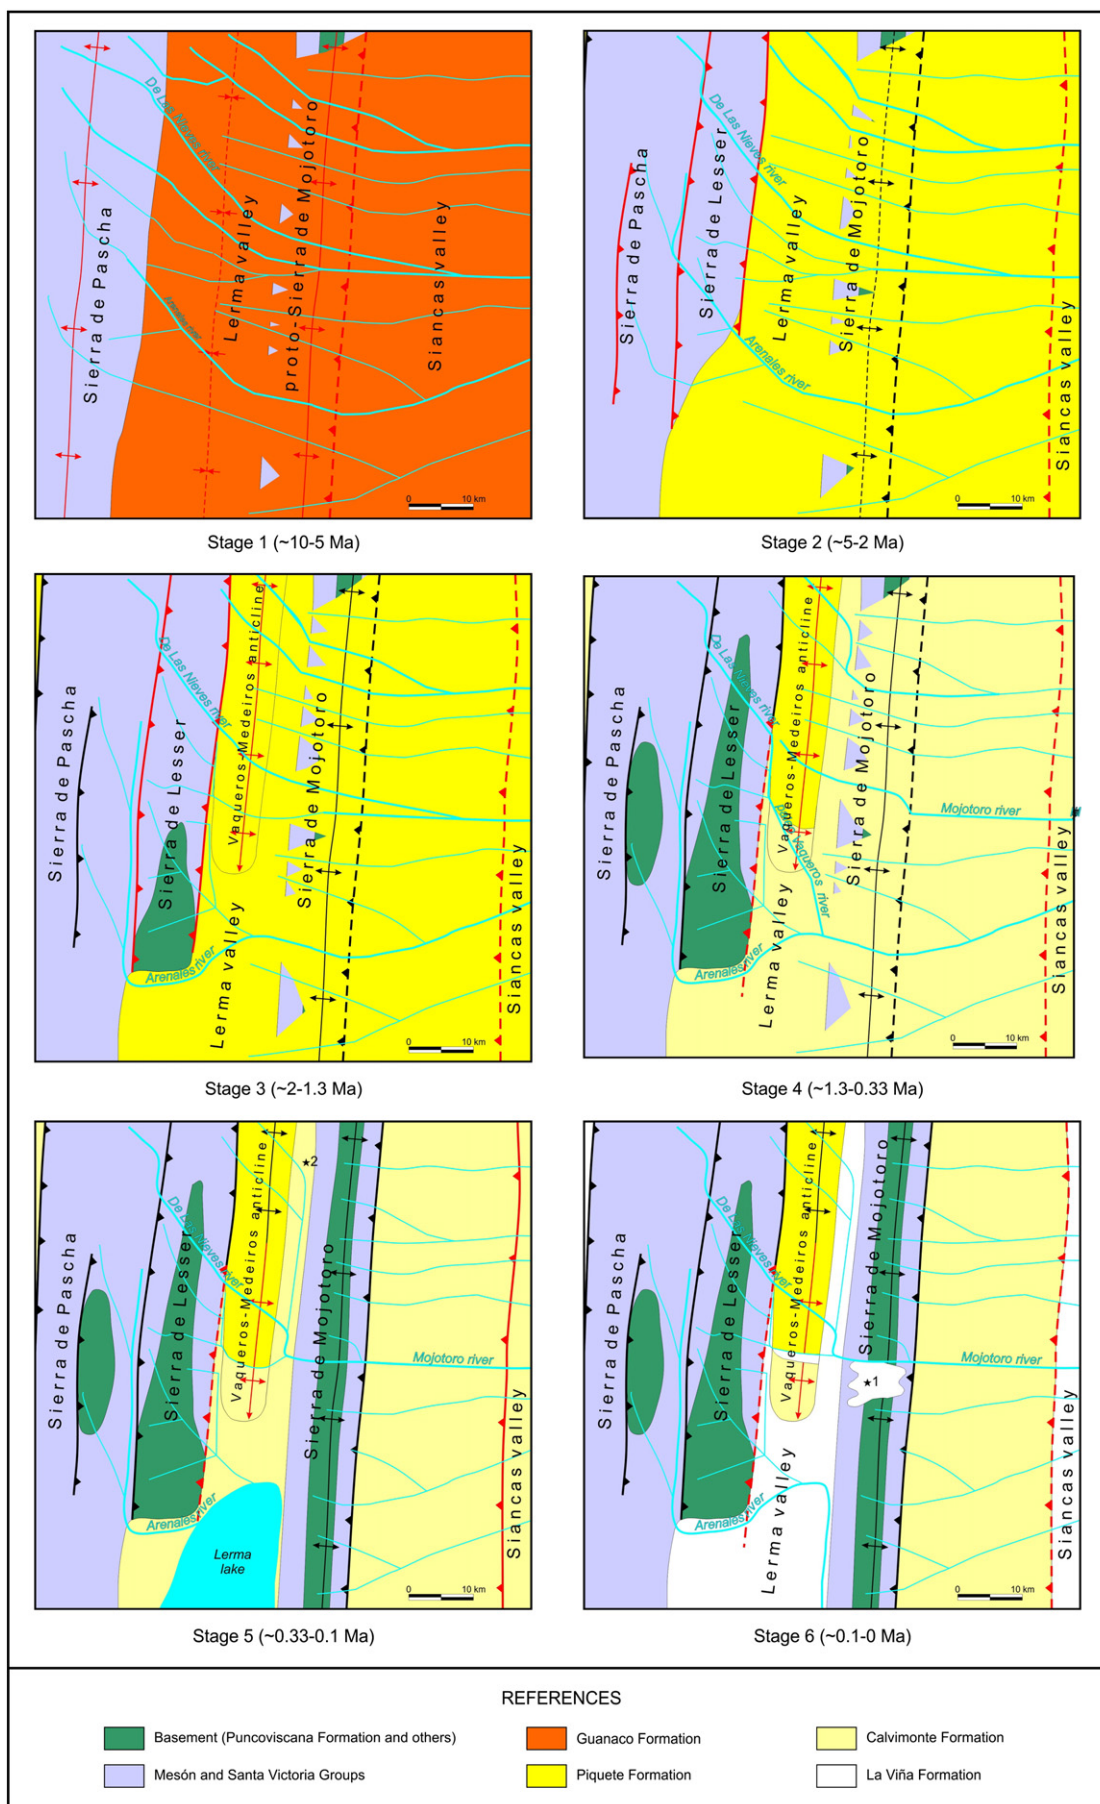 De Las Nieves river
Sierra de Pascha
Lerma valley
proto-Sierra de Mojotoro
Siancas valley
0 10 km
Stage 1 (~10-5 Ma)
De Las Nieves river
Sierra de Pascha
Sierra de Lesser
Lerma valley
Sierra de Mojotoro
Arenales river
Siancas valley
0 10 km
Stage 2 (~5-2 Ma)
De Las Nieves river
Sierra de Pascha
Sierra de Lesser
Vaqueros-Medeiros anticline
Sierra de Mojotoro
Arenales river
Lerma valley
Siancas valley
0 10 km
Stage 3 (~2-1.3 Ma)
De Las Nieves river
Sierra de Pascha
Sierra de Lesser
Vaqueros-Medeiros anticline
Vaqueros river
Sierra de Mojotoro
Mojotoro river
Arenales river
Lerma valley
Siancas valley
0 10 km
Stage 4 (~1.3-0.33 Ma)
2
De Las Nieves river
Sierra de Pascha
Sierra de Lesser
Vaqueros-Medeiros anticline
Sierra de Mojotoro
Mojotoro river
Arenales river
Lerma
lake
Siancas valley
0 10 km
Stage 5 (~0.33-0.1 Ma)
De Las Nieves river
Sierra de Pascha
Sierra de Lesser
Vaqueros-Medeiros anticline
Sierra de Mojotoro
Mojotoro river
1
Arenales river
Lerma valley
Siancas valley
0 10 km
Stage 6 (~0.1-0 Ma)
REFERENCES
Basement (Puncoviscana Formation and others)
Guanaco Formation
Calvimonte Formation
Mesón and Santa Victoria Groups
Piquete Formation
La Viña Formation